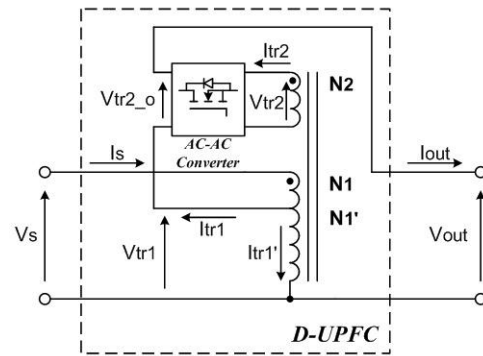 Itr2
N2
Vtr2_o
Vtr2
AC-AC
Converter
Is
Iout
N1
N1'
Itr1
Vs
Vtr1
Itr1'
Vout
D-UPFC